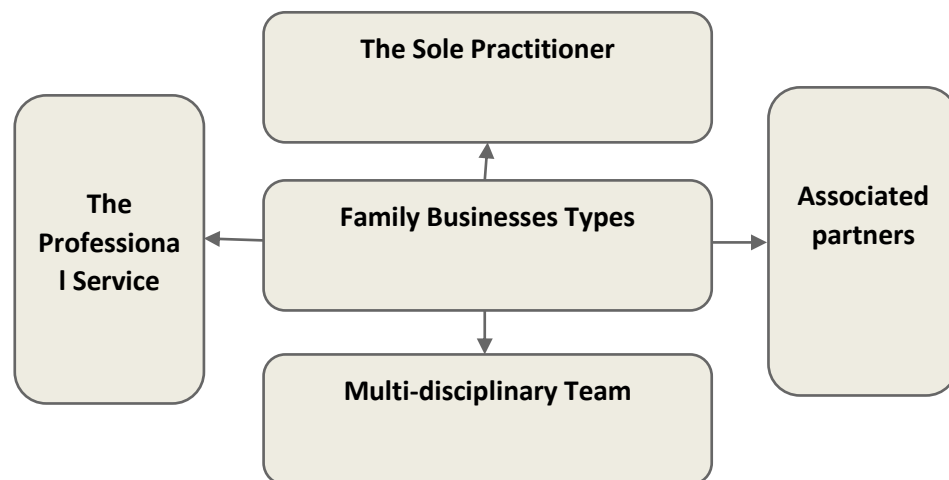 The Sole Practitioner
The
Professiona
l Service
Family Businesses Types
Associated
partners
Multi-disciplinary Team